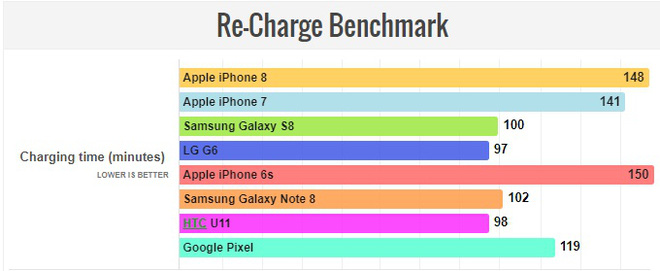 Re-Charge Benchmark
Apple iPhone 8 148
Apple iPhone 7 141
Samsung Galaxy S8 100
LG G6 97
Charging time (minutes)
LOWER IS BETTER
Apple iPhone 6s 150
Samsung Galaxy Note 8 102
HTC U11 98
Google Pixel 119